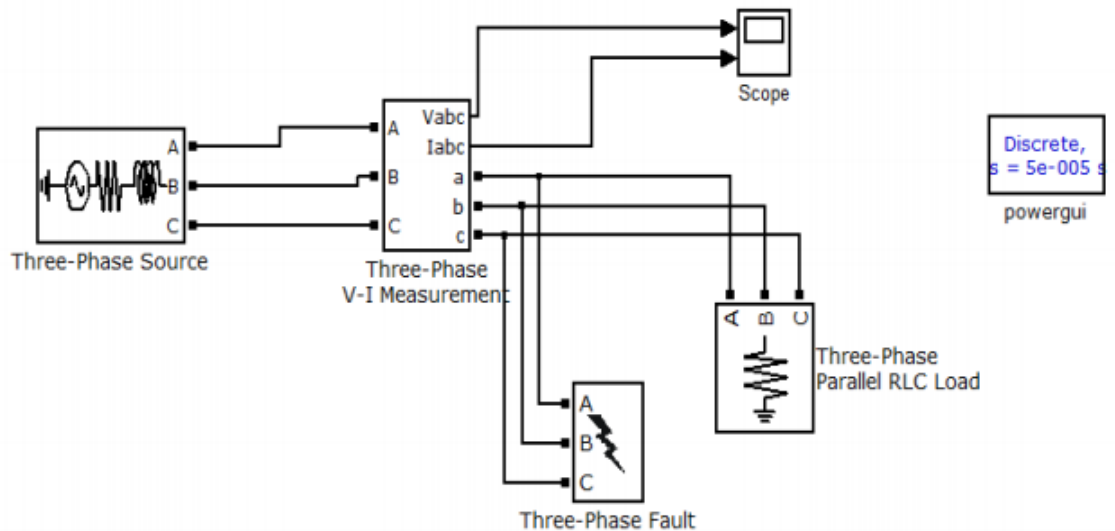 Scope
Vabc
Iabc
A
B
C
A
B
C
a
b
c
Three-Phase Source
Three-Phase
V-I Measurement
Discrete,
s = 5e-005 s
powergui
A
B
C
Three-Phase
Parallel RLC Load
A
B
C
Three-Phase Fault